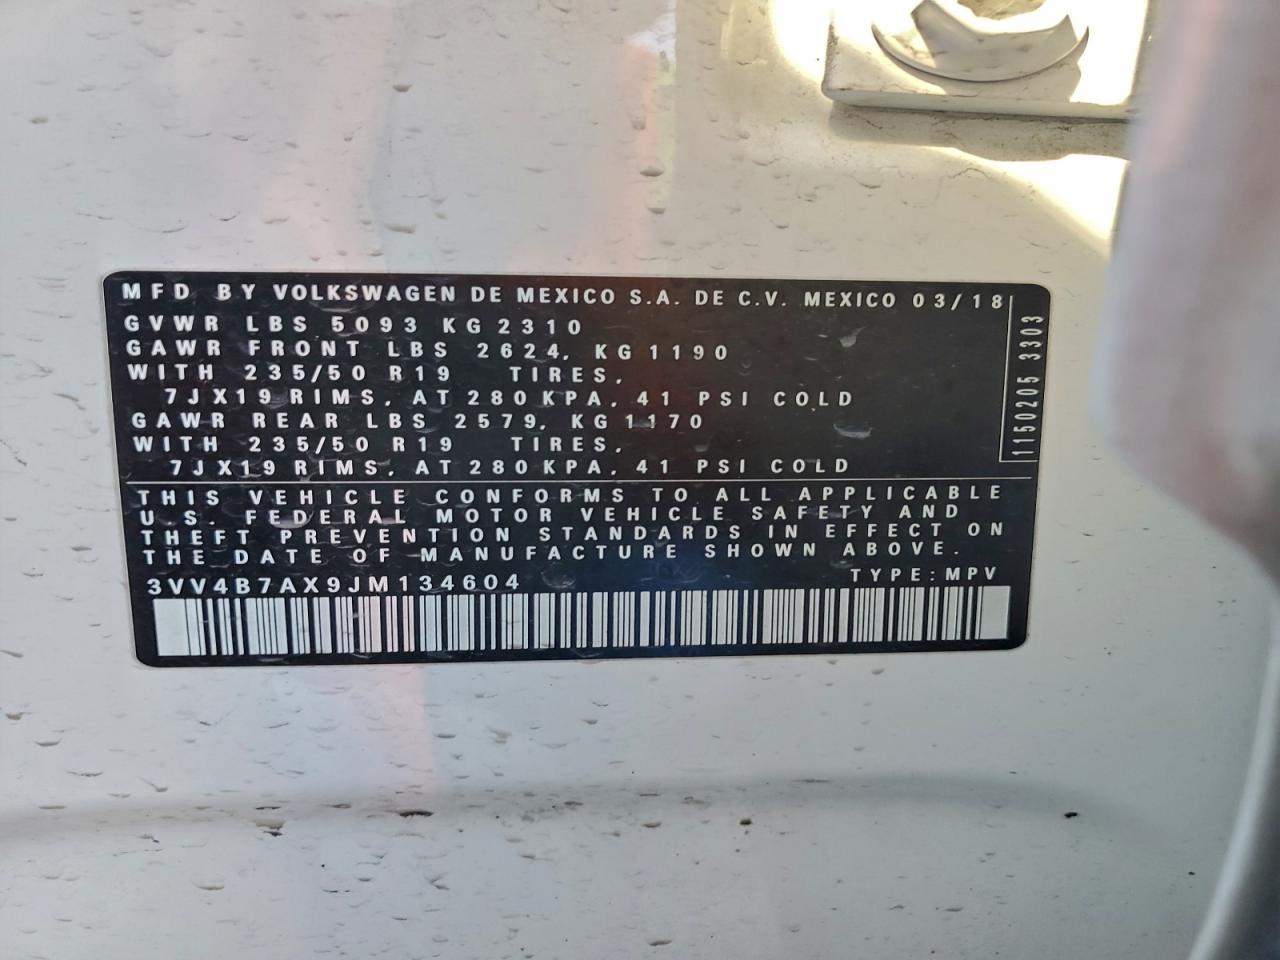 MFD BY VOLKSWAGEN DE MEXICO S.A. DE C.V. MEXICO 03/18
GVWR LBS 5093 KG 2310
GAWR FRONT LBS 2624, KG 1190
WITH 235/50 R19 TIRES,
7JX19 RIMS, AT 280 KPA, 41 PSI COLD
GAWR REAR LBS 2579, KG 1170
WITH 235/50 R19 TIRES,
7JX19 RIMS, AT 280 KPA, 41 PSI COLD
1150205 3303
THIS VEHICLE CONFORMS TO ALL APPLICABLE
U.S. FEDERAL MOTOR VEHICLE SAFETY AND
THEFT PREVENTION STANDARDS IN EFFECT ON
THE DATE OF MANUFACTURE SHOWN ABOVE.
3VV4B7AX9JM134604 TYPE: MPV